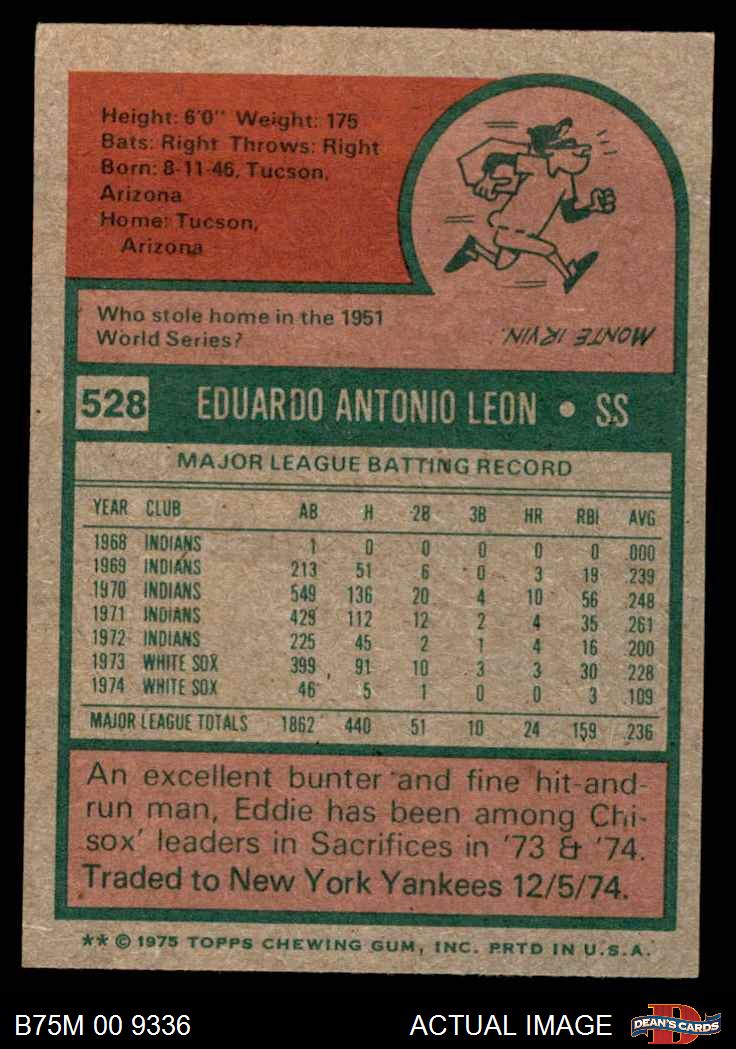 Height: 6'0" Weight: 175
Bats: Right Throws: Right
Born: 8-11-46, Tucson,
Arizona
Home: Tucson,
Arizona
Who stole home in the 1951
World Series?
MONTE IRVIN.
528 EDUARDO ANTONIO LEON • SS
MAJOR LEAGUE BATTING RECORD
YEAR CLUB AB H 2B 3B HR RBI AVG
1968 INDIANS 1 0 0 0 0 0 000
1969 INDIANS 213 51 6 0 3 19 .239
1970 INDIANS 549 136 20 4 10 56 .248
1971 INDIANS 429 112 12 2 4 35 .261
1972 INDIANS 225 45 2 1 4 16 .200
1973 WHITE SOX 399 91 10 3 3 30 .228
1974 WHITE SOX 46 5 1 0 0 3 .109
MAJOR LEAGUE TOTALS 1862 440 51 10 24 159 .236
An excellent bunter and fine hit-and-
run man, Eddie has been among Chi-
sox' leaders in Sacrifices in '73 & '74.
Traded to New York Yankees 12/5/74.
** © 1975 TOPPS CHEWING GUM, INC. PRTD IN U.S.A.
B75M 00 9336 ACTUAL IMAGE D DEAN'S CARDS